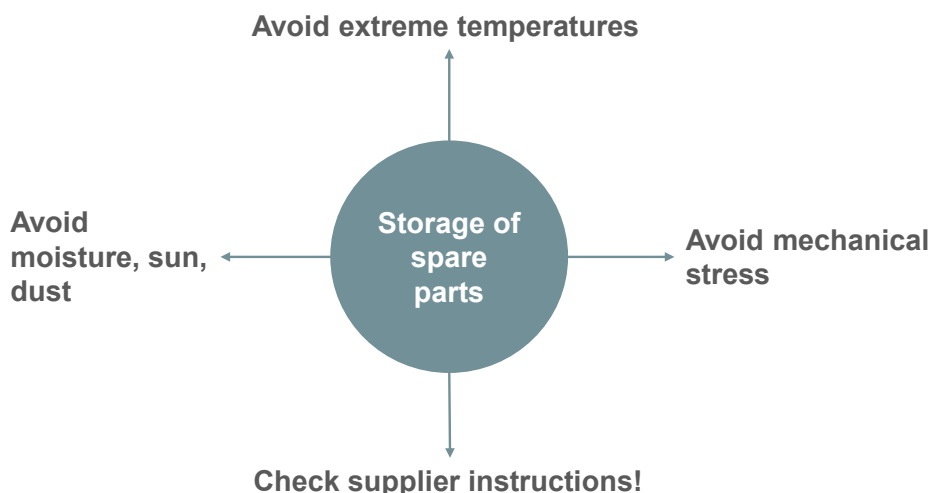 Avoid extreme temperatures
Avoid
moisture, sun,
dust
Storage of
spare
parts
Avoid mechanical
stress
Check supplier instructions!